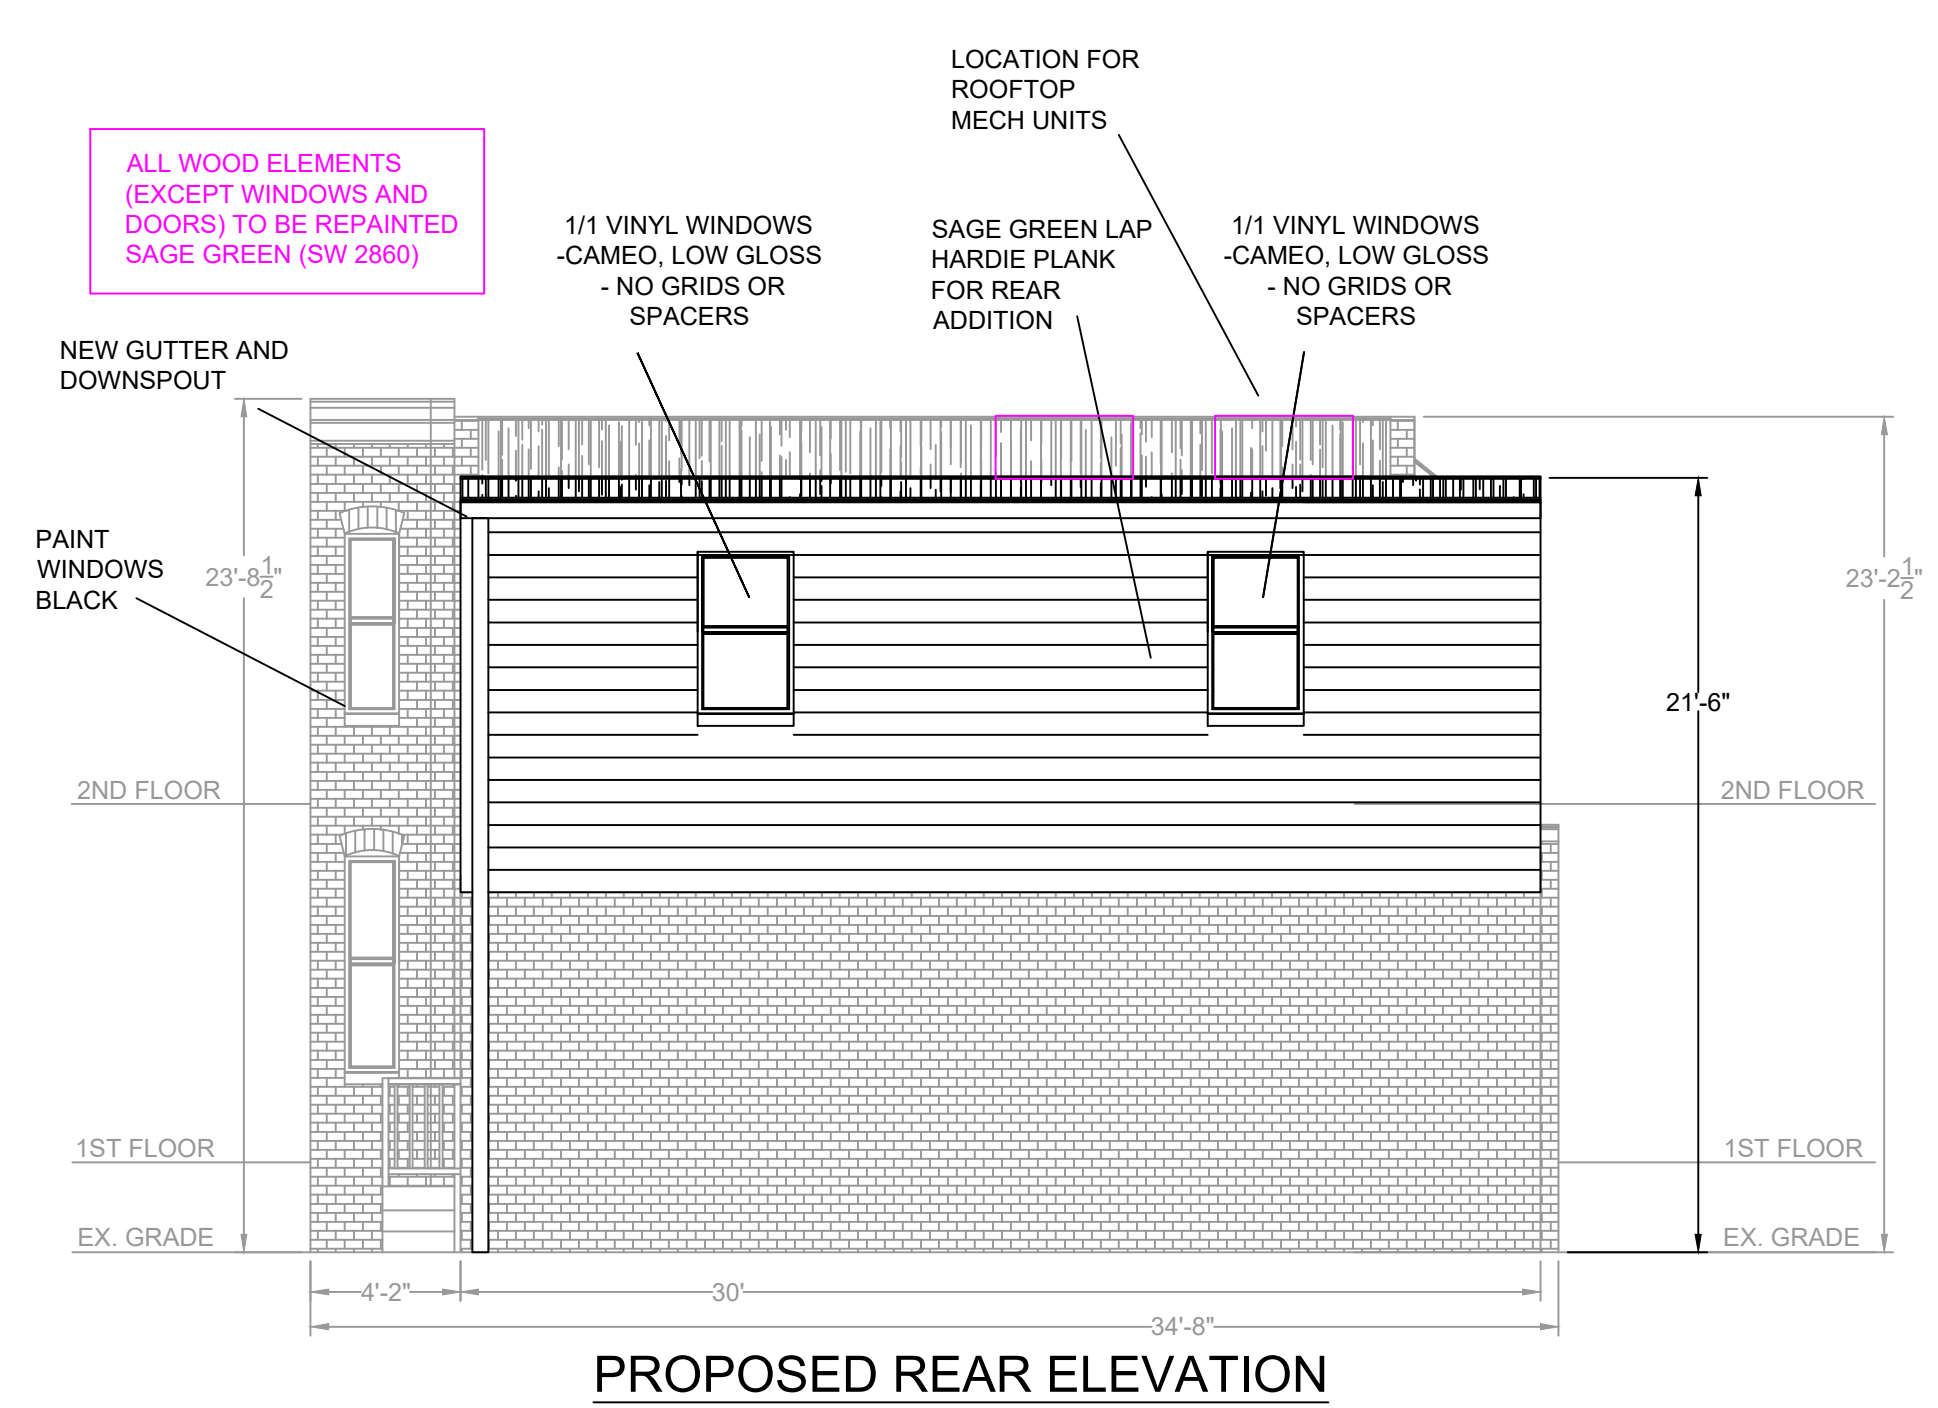 LOCATION FOR
ROOFTOP
MECH UNITS
ALL WOOD ELEMENTS
(EXCEPT WINDOWS AND
DOORS) TO BE REPAINTED
SAGE GREEN (SW 2860)
1/1 VINYL WINDOWS
-CAMEO, LOW GLOSS
- NO GRIDS OR
SPACERS
SAGE GREEN LAP
HARDIE PLANK
FOR REAR
ADDITION
1/1 VINYL WINDOWS
-CAMEO, LOW GLOSS
- NO GRIDS OR
SPACERS
NEW GUTTER AND
DOWNSPOUT
PAINT
WINDOWS
BLACK
23'-8 1/2"
23'-2 1/2"
21'-6"
2ND FLOOR
2ND FLOOR
1ST FLOOR
1ST FLOOR
EX. GRADE
EX. GRADE
4'-2"
30'
34'-8"
PROPOSED REAR ELEVATION